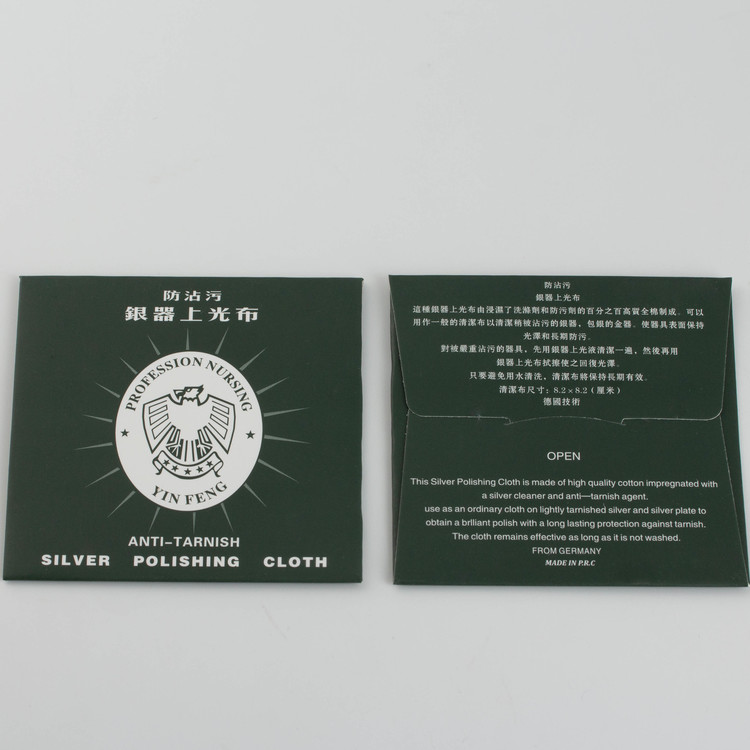 防沾污
銀器上光布
PROFESSION NURSING
YIN FENG
ANTI-TARNISH
SILVER POLISHING CLOTH
防沾污
銀器上光布
這種銀器上光布由浸濕了洗滌劑和防污劑的百分之百高質全棉制成。可以
用作一般的清潔布以清潔稍被沾污的銀器,包銀的金器。使器具表面保持
光澤和長期防污。
對被嚴重沾污的器具,先用銀器上光液清潔一遍,然後再用
銀器上光布拭擦使之回復光澤。
只要避免用水清洗,清潔布將保持長期有效。
清潔布尺寸:8.2×8.2(厘米)
德國技術
OPEN
This Silver Polishing Cloth is made of high quality cotton impregnated with
a silver cleaner and anti—tarnish agent.
use as an ordinary cloth on lightly tarnished silver and silver plate to
obtain a brlliant polish with a long lasting protection against tarnish.
The cloth remains effective as long as it is not washed.
FROM GERMANY
MADE IN P.R.C